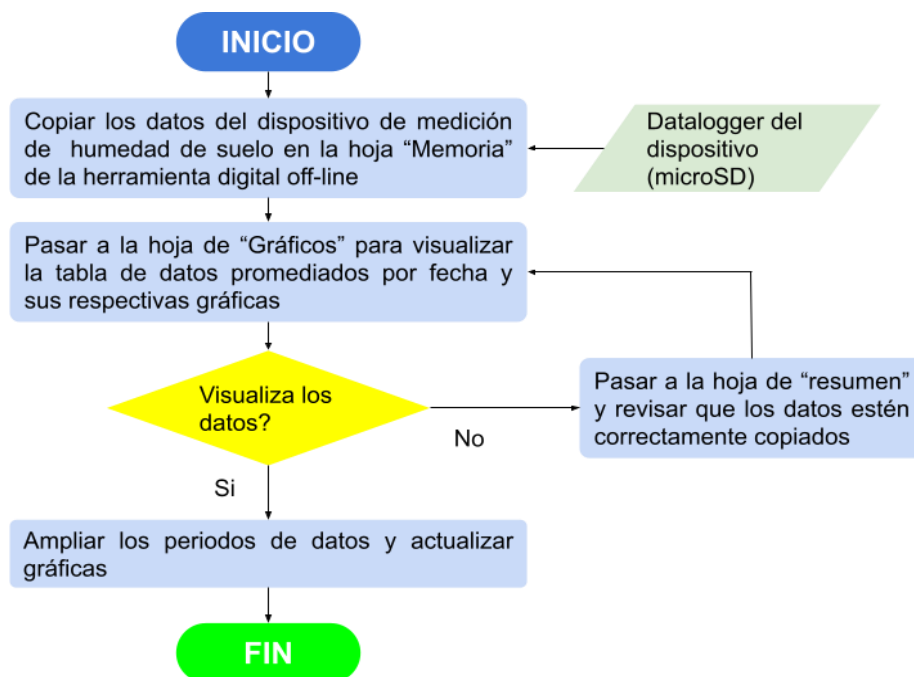 INICIO
Copiar los datos del dispositivo de medición
de humedad de suelo en la hoja “Memoria”
de la herramienta digital off-line
Datalogger del
dispositivo
(microSD)
Pasar a la hoja de “Gráficos” para visualizar
la tabla de datos promediados por fecha y
sus respectivas gráficas
Visualiza los
datos?
No
Pasar a la hoja de “resumen”
y revisar que los datos estén
correctamente copiados
Si
Ampliar los periodos de datos y actualizar
gráficas
FIN